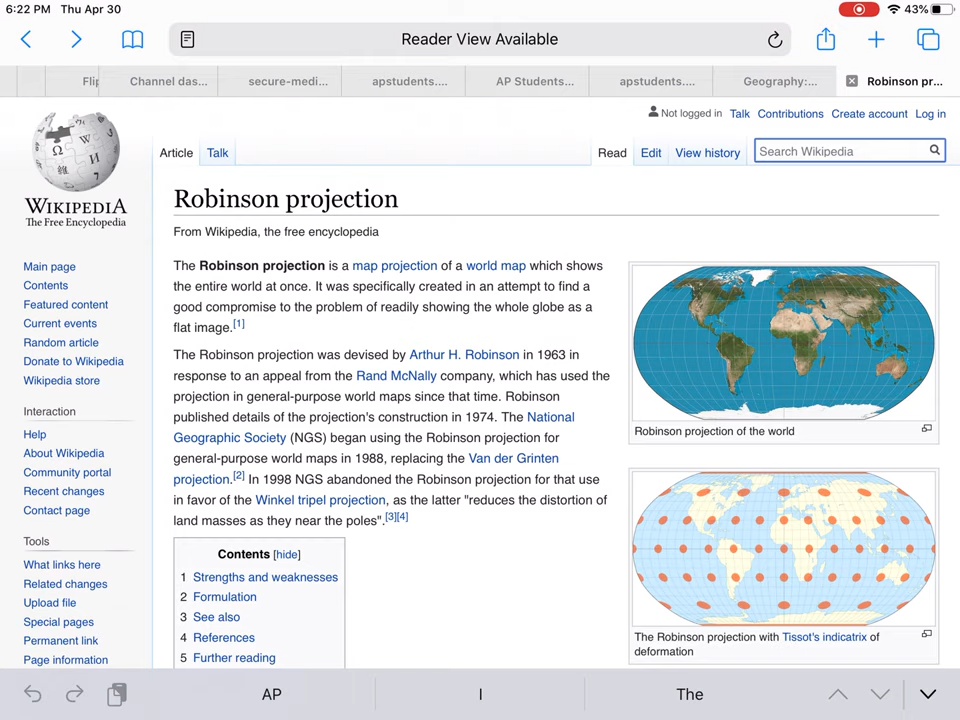 6:22 PM Thu Apr 30
43%
Reader View Available
Flip
Channel das...
secure-medi...
apstudents....
AP Students...
apstudents....
Geography:...
Robinson pr...
Not logged in Talk Contributions Create account Log in
Article Talk
Read Edit View history
Search Wikipedia
WIKIPEDIA
The Free Encyclopedia
Main page
Contents
Featured content
Current events
Random article
Donate to Wikipedia
Wikipedia store
Interaction
Help
About Wikipedia
Community portal
Recent changes
Contact page
Tools
What links here
Related changes
Upload file
Special pages
Permanent link
Page information
Robinson projection
From Wikipedia, the free encyclopedia
The Robinson projection is a map projection of a world map which shows
the entire world at once. It was specifically created in an attempt to find a
good compromise to the problem of readily showing the whole globe as a
flat image.[1]
The Robinson projection was devised by Arthur H. Robinson in 1963 in
response to an appeal from the Rand McNally company, which has used the
projection in general-purpose world maps since that time. Robinson
published details of the projection's construction in 1974. The National
Geographic Society (NGS) began using the Robinson projection for
general-purpose world maps in 1988, replacing the Van der Grinten
projection.[2] In 1998 NGS abandoned the Robinson projection for that use
in favor of the Winkel tripel projection, as the latter "reduces the distortion of
land masses as they near the poles".[3][4]
Contents [hide]
1 Strengths and weaknesses
2 Formulation
3 See also
4 References
5 Further reading
Robinson projection of the world
The Robinson projection with Tissot's indicatrix of
deformation
AP
I
The